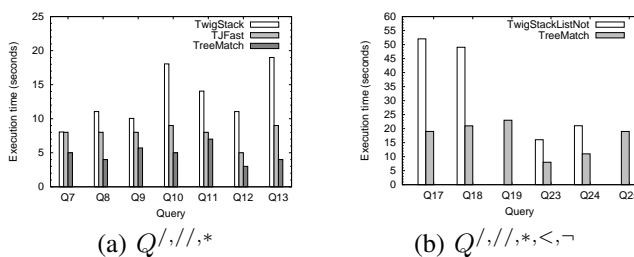 25
20
15
10
5
0
Execution time (seconds)
TwigStack
TJFast
TreeMatch
Q7 Q8 Q9 Q10 Q11 Q12 Q13
Query
(a) Q/,//,*
60
55
50
45
40
35
30
25
20
15
10
5
0
Execution time (seconds)
TwigStackListNot
TreeMatch
Q17 Q18 Q19 Q23 Q24
Query
(b) Q/,//,*,<,¬